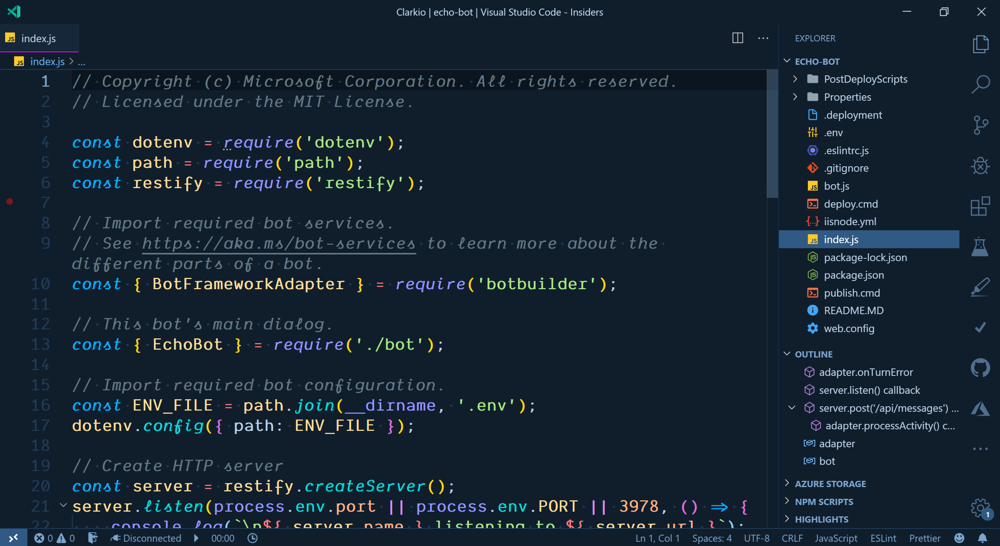 Clarkio | echo-bot | Visual Studio Code - Insiders
JS index.js
JS index.js > ...
1 // Copyright (c) Microsoft Corporation. All rights reserved.
2 // Licensed under the MIT License.
3
4 const dotenv = require('dotenv');
5 const path = require('path');
6 const restify = require('restify');
7
8 // Import required bot services.
9 // See https://aka.ms/bot-services to learn more about the
different parts of a bot.
10 const { BotFrameworkAdapter } = require('botbuilder');
11
12 // This bot's main dialog.
13 const { EchoBot } = require('./bot');
14
15 // Import required bot configuration.
16 const ENV_FILE = path.join(__dirname, '.env');
17 dotenv.config({ path: ENV_FILE });
18
19 // Create HTTP server
20 const server = restify.createServer();
21 server.listen(process.env.port || process.env.PORT || 3978, () => {
22 console.log(`\n${ server.name } listening to ${ server.url }`);
EXPLORER
ECHO-BOT
PostDeployScripts
Properties
.deployment
.env
.eslintrc.js
.gitignore
JS bot.js
deploy.cmd
{...} iisnode.yml
JS index.js
JS package-lock.json
JS package.json
publish.cmd
README.MD
web.config
OUTLINE
adapter.onTurnError
server.listen() callback
server.post('/api/messages') ...
adapter.processActivity() c...
adapter
bot
AZURE STORAGE
NPM SCRIPTS
HIGHLIGHTS
1
0 0 Disconnected 00:00 Ln 1, Col 1 Spaces: 4 UTF-8 CRLF JavaScript ESLint Prettier